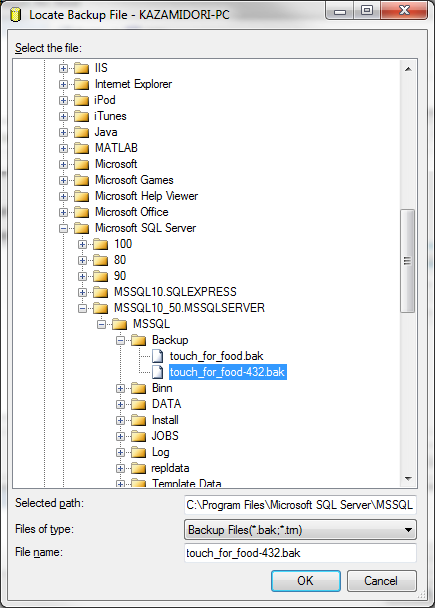 Locate Backup File - KAZAMIDORI-PC
Select the file:
IIS
Internet Explorer
iPod
iTunes
Java
MATLAB
Microsoft
Microsoft Games
Microsoft Help Viewer
Microsoft Office
Microsoft SQL Server
100
80
90
MSSQL10.SQLEXPRESS
MSSQL10_50.MSSQLSERVER
MSSQL
Backup
touch_for_food.bak
touch_for_food-432.bak
Binn
DATA
Install
JOBS
Log
repldata
Template Data
Selected path:
C:\Program Files\Microsoft SQL Server\MSSQL
Files of type:
Backup Files(*.bak;*.trn)
File name:
touch_for_food-432.bak
OK
Cancel